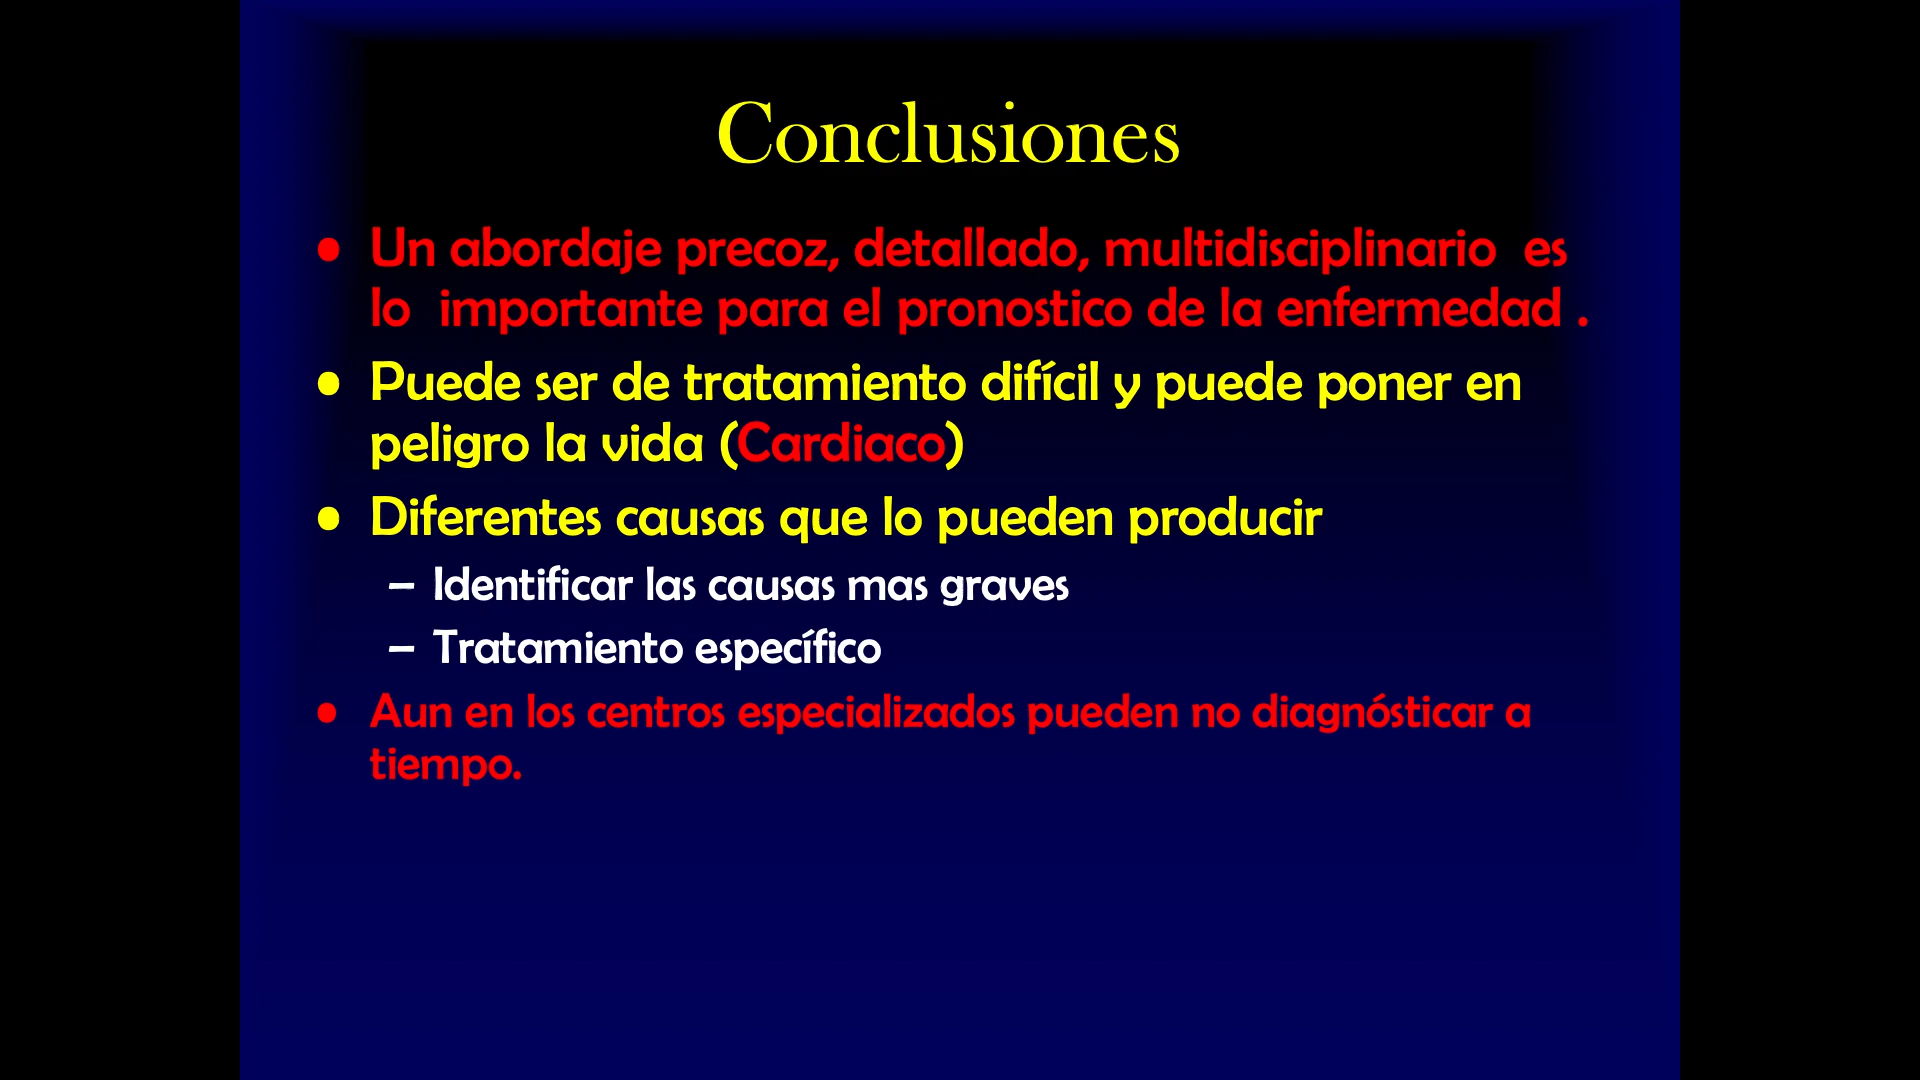 Conclusiones
• Un abordaje precoz, detallado, multidisciplinario  es
lo  importante para el pronostico de la enfermedad .
• Puede ser de tratamiento difícil y puede poner en
peligro la vida (Cardiaco)
• Diferentes causas que lo pueden producir
– Identificar las causas mas graves
– Tratamiento específico
• Aun en los centros especializados pueden no diagnósticar a
tiempo.